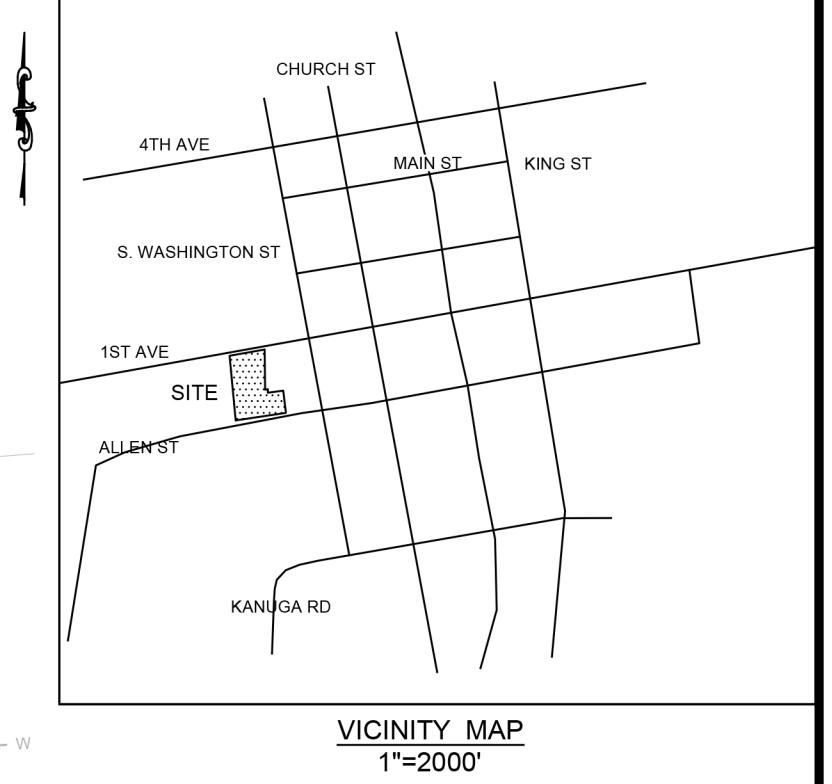 CHURCH ST
4TH AVE
MAIN ST
KING ST
S. WASHINGTON ST
1ST AVE
SITE
ALLEN ST
KANUGA RD
W
VICINITY MAP
1"=2000'